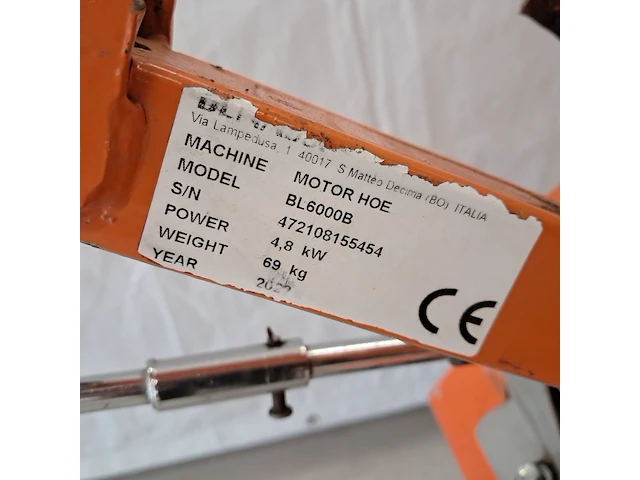 Via Lampedusa, 1 40017 S.Matteo Decima (BO) ITALIA
MACHINE MOTOR HOE
MODEL BL6000B
S/N 472108155454
POWER 4,8 kW
WEIGHT 69 kg
YEAR 2022
CE